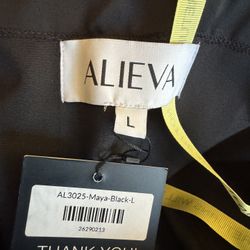 ALIEVA
L
AL3025-Maya-Black-L
26290213
THANK YOU!